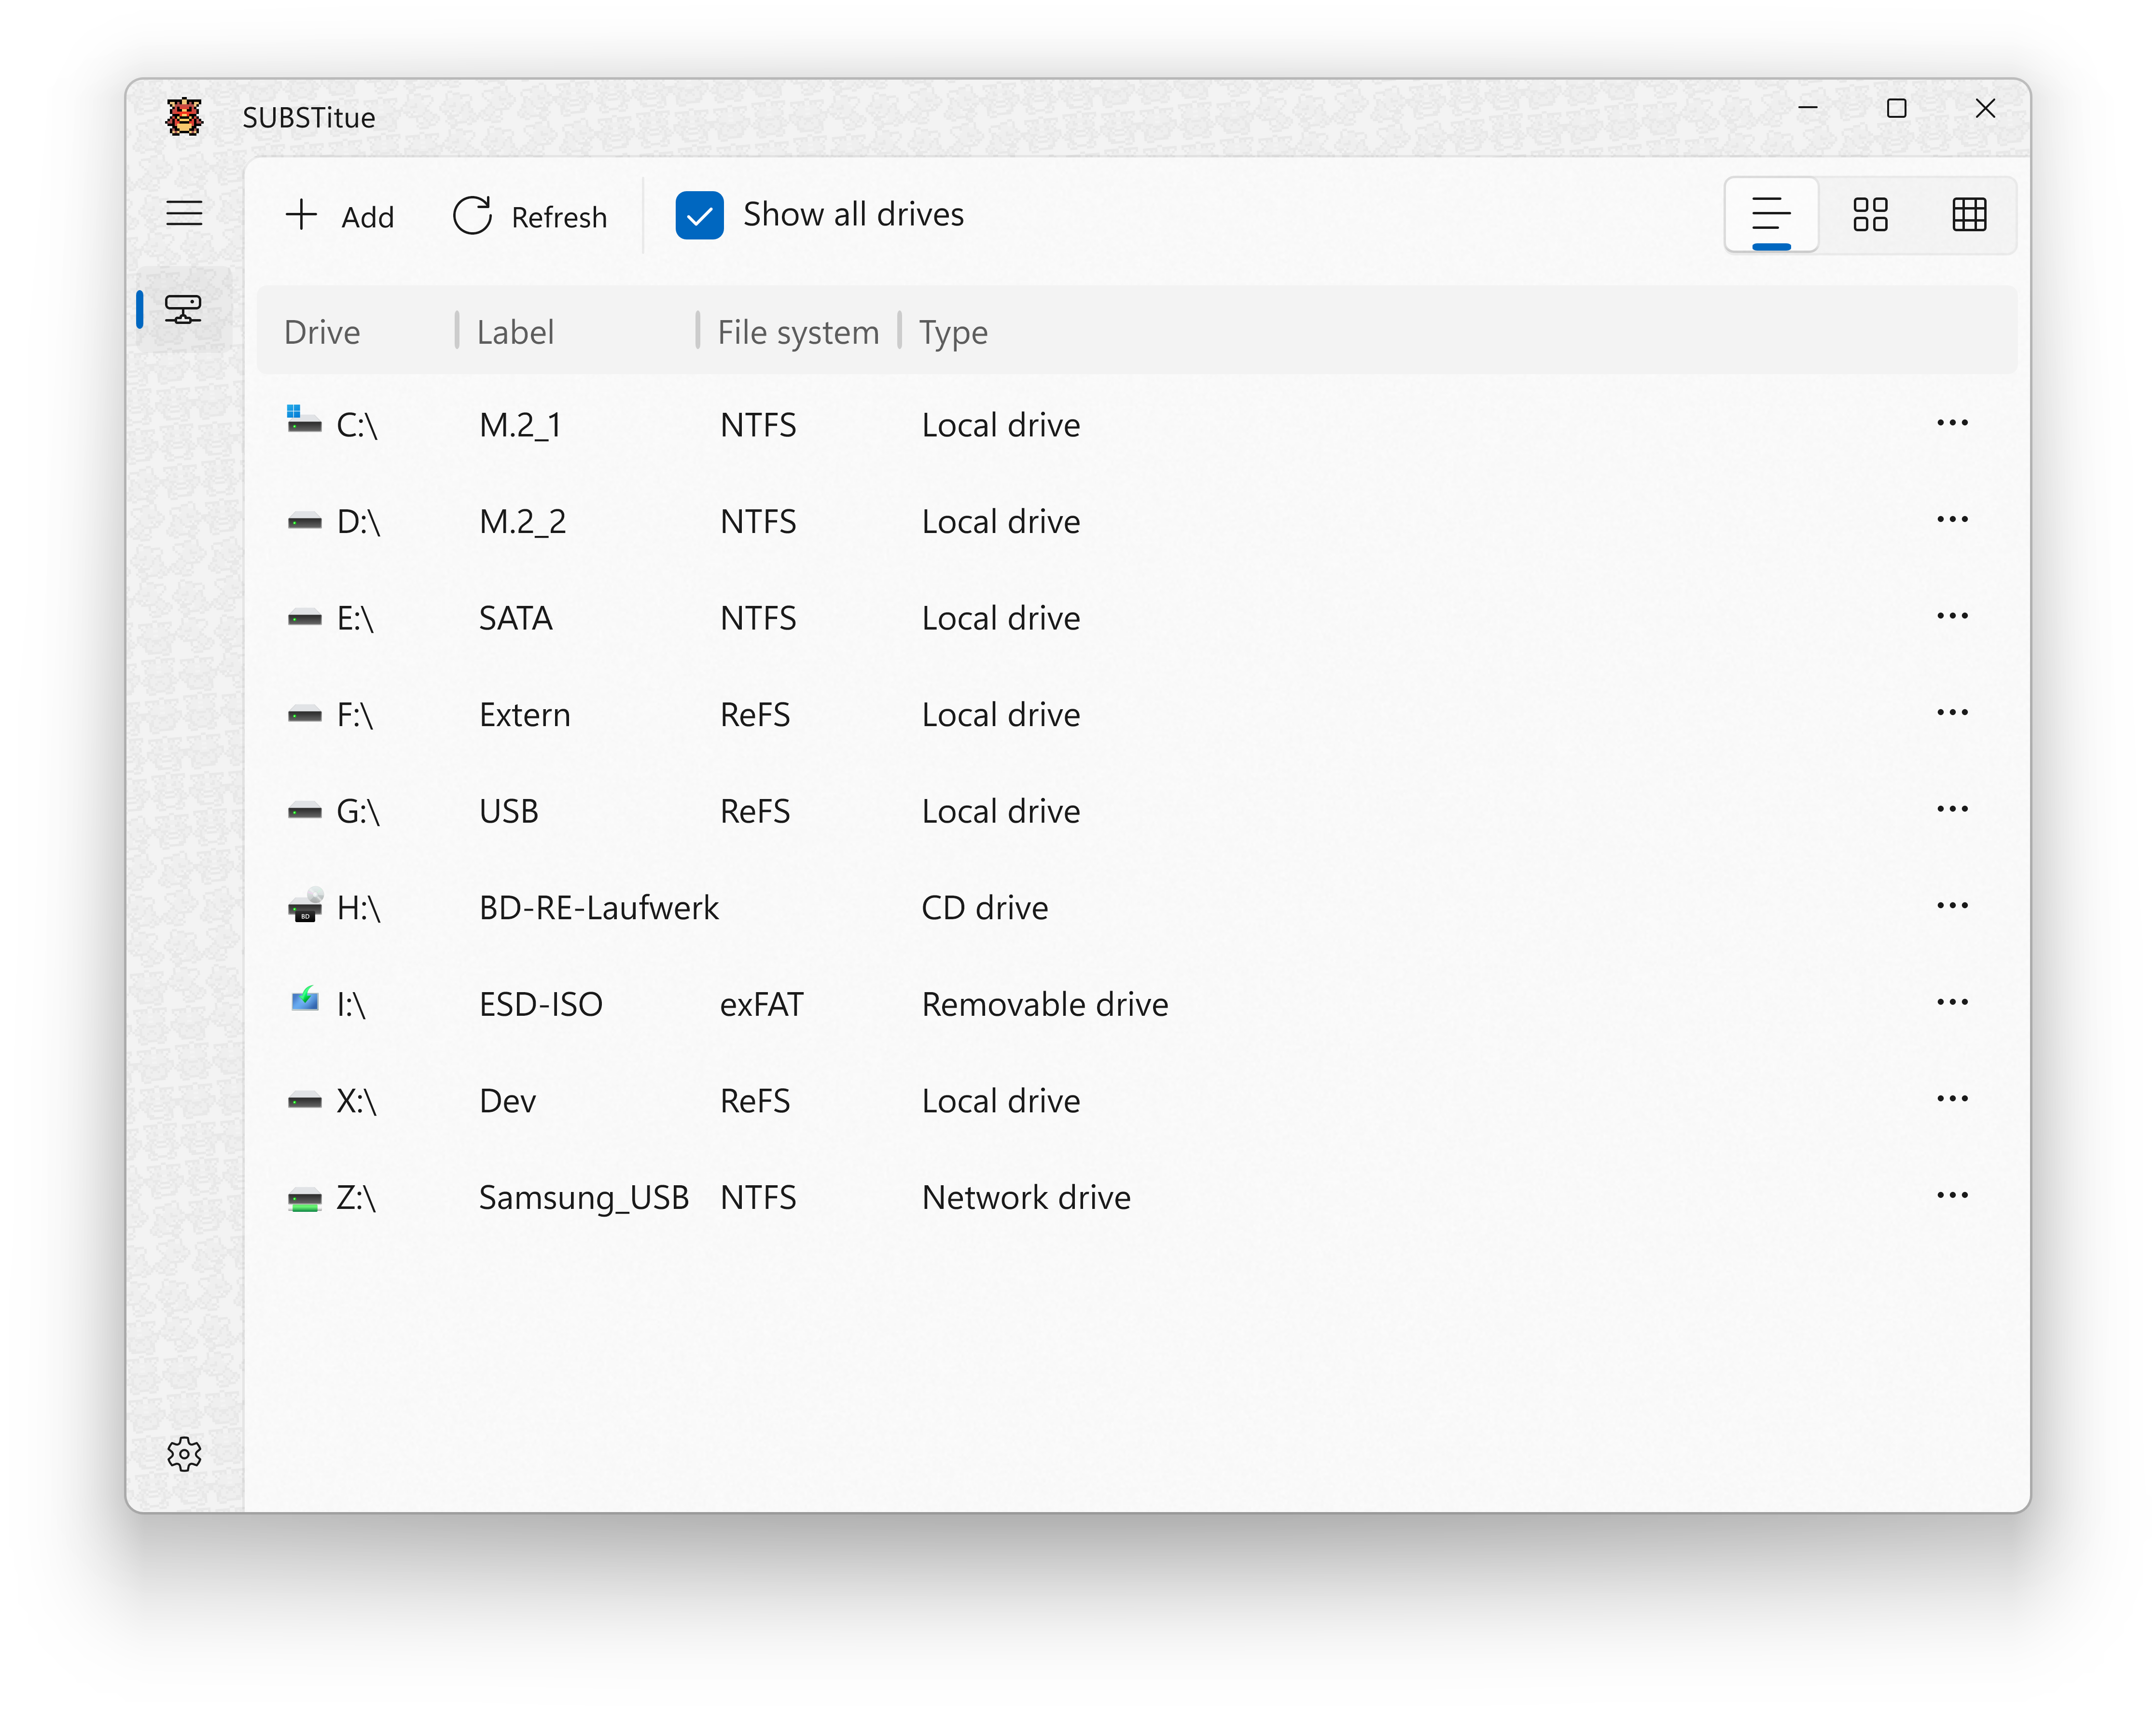 SUBSTitue
Add Refresh Show all drives
Drive Label File system Type
C:\ M.2_1 NTFS Local drive
D:\ M.2_2 NTFS Local drive
E:\ SATA NTFS Local drive
F:\ Extern ReFS Local drive
G:\ USB ReFS Local drive
BD H:\ BD-RE-Laufwerk CD drive
I:\ ESD-ISO exFAT Removable drive
X:\ Dev ReFS Local drive
Z:\ Samsung_USB NTFS Network drive